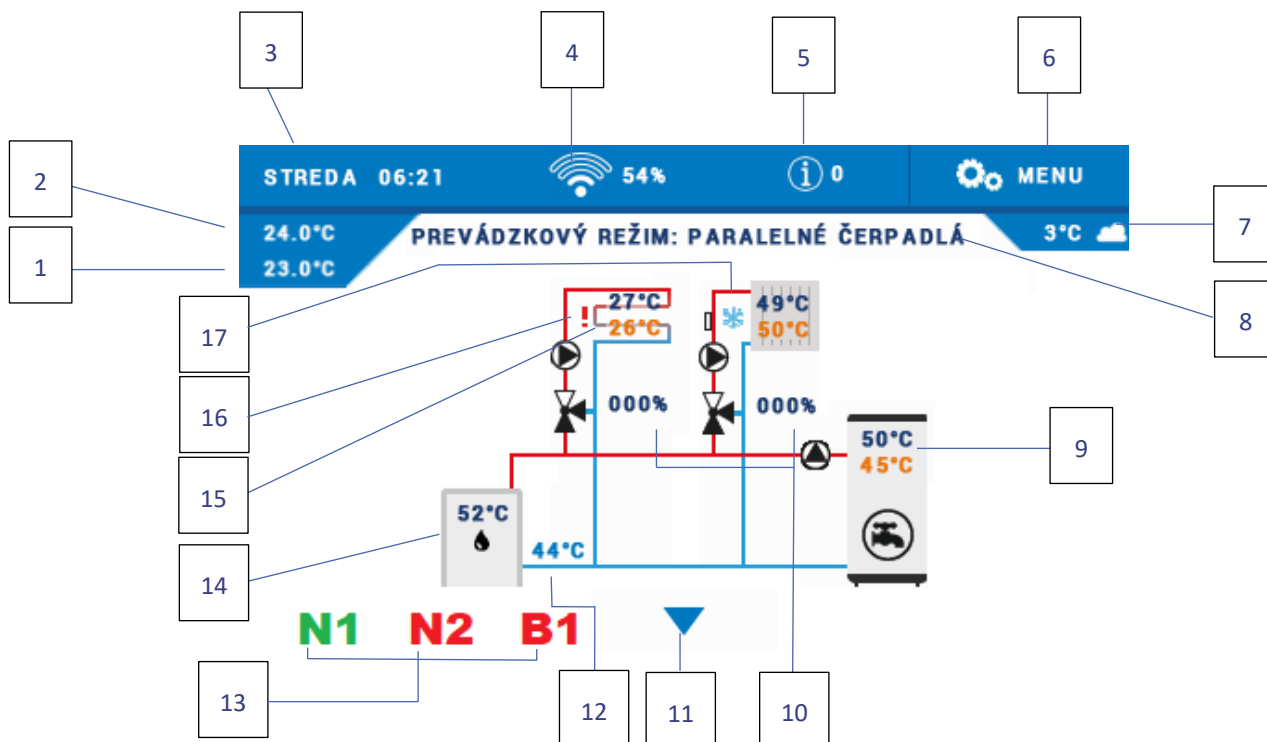 3
4
5
6
2
STREDA 06:21
54%
i 0
MENU
1
24.0°C
23.0°C
PREVÁDZKOVÝ REŽIM: PARALELNÉ ČERPADLÁ
3°C
7
17
27°C
26°C
49°C
50°C
8
16
000%
000%
15
50°C
45°C
9
14
52°C
44°C
N1 N2 B1
13
12
11
10